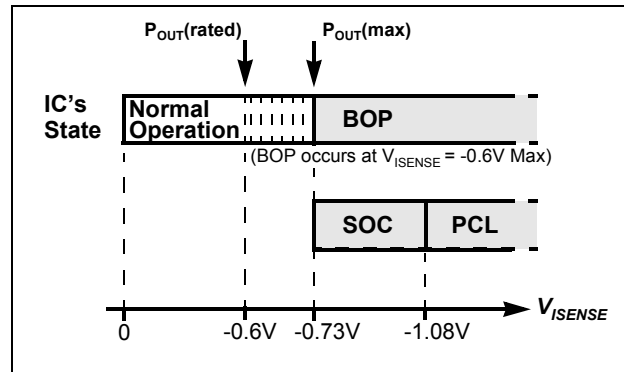 P_OUT(rated) P_OUT(max)
IC's
State
Normal
Operation
BOP
(BOP occurs at V_ISENSE = -0.6V Max)
SOC PCL
V_ISENSE
0 -0.6V -0.73V -1.08V